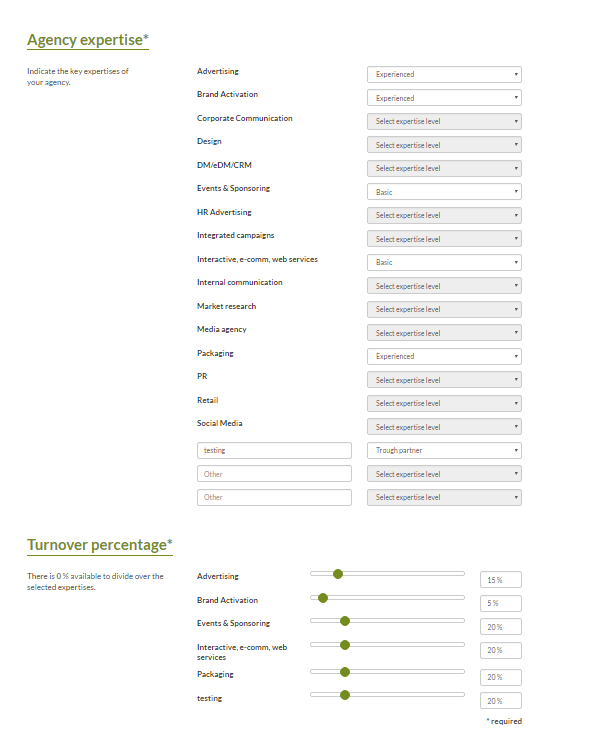 Agency expertise*
Indicate the key expertises of
your agency.
Advertising
Experienced
Brand Activation
Experienced
Corporate Communication
Select expertise level
Design
Select expertise level
DM/eDM/CRM
Select expertise level
Events & Sponsoring
Basic
HR Advertising
Select expertise level
Integrated campaigns
Select expertise level
Interactive, e-comm, web services
Basic
Internal communication
Select expertise level
Market research
Select expertise level
Media agency
Select expertise level
Packaging
Experienced
PR
Select expertise level
Retail
Select expertise level
Social Media
Select expertise level
testing
Trough partner
Other
Select expertise level
Other
Select expertise level
Turnover percentage*
There is 0 % available to divide over the
selected expertises.
Advertising
15 %
Brand Activation
5 %
Events & Sponsoring
20 %
Interactive, e-comm, web
services
20 %
Packaging
20 %
testing
20 %
* required